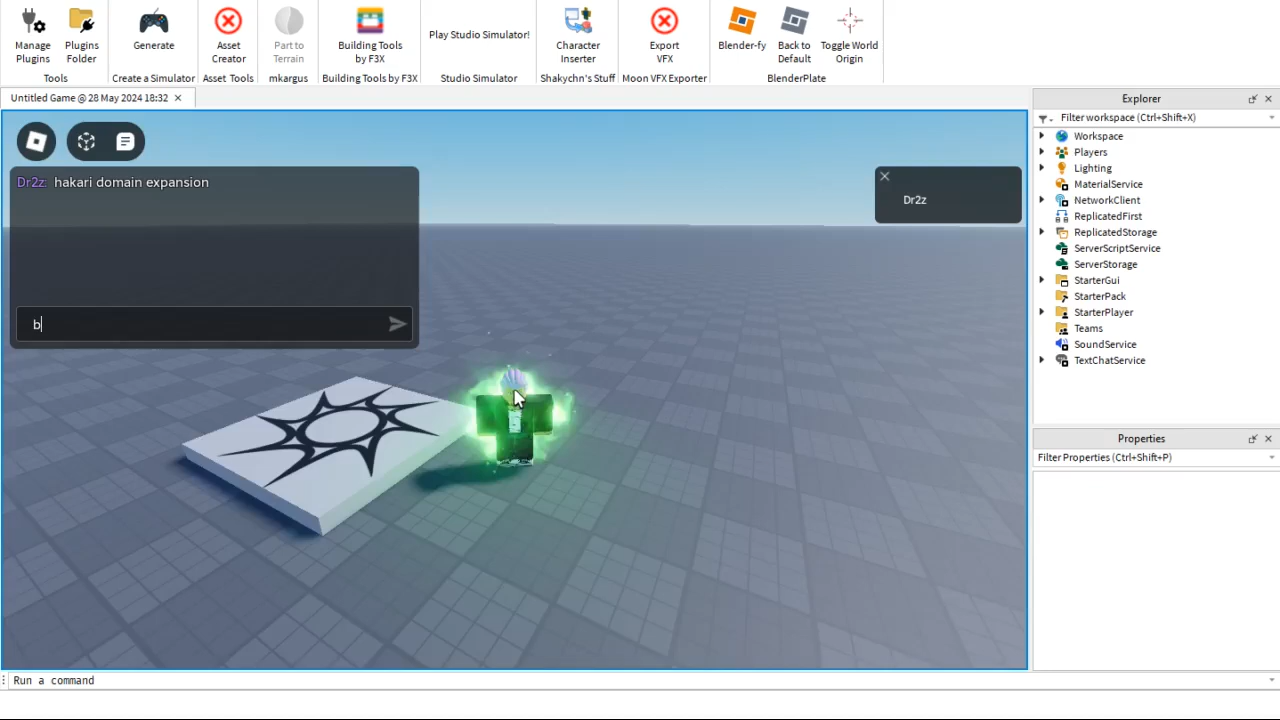 Manage
Plugins
Plugins
Folder
Tools
Generate
Create a Simulator
Asset
Creator
Asset Tools
Part to
Terrain
mkargus
Building Tools
by F3X
Building Tools by F3X
Play Studio Simulator!
Studio Simulator
Character
Inserter
Shakychn's Stuff
Export
VFX
Moon VFX Exporter
Blender-fy
Back to
Default
Toggle World
Origin
BlenderPlate
Untitled Game @ 28 May 2024 18:32
Dr2z: hakari domain expansion
b
Dr2z
Explorer
Filter workspace (Ctrl+Shift+X)
Workspace
Players
Lighting
MaterialService
NetworkClient
ReplicatedFirst
ReplicatedStorage
ServerScriptService
ServerStorage
StarterGui
StarterPack
StarterPlayer
Teams
SoundService
TextChatService
Properties
Filter Properties (Ctrl+Shift+P)
Run a command